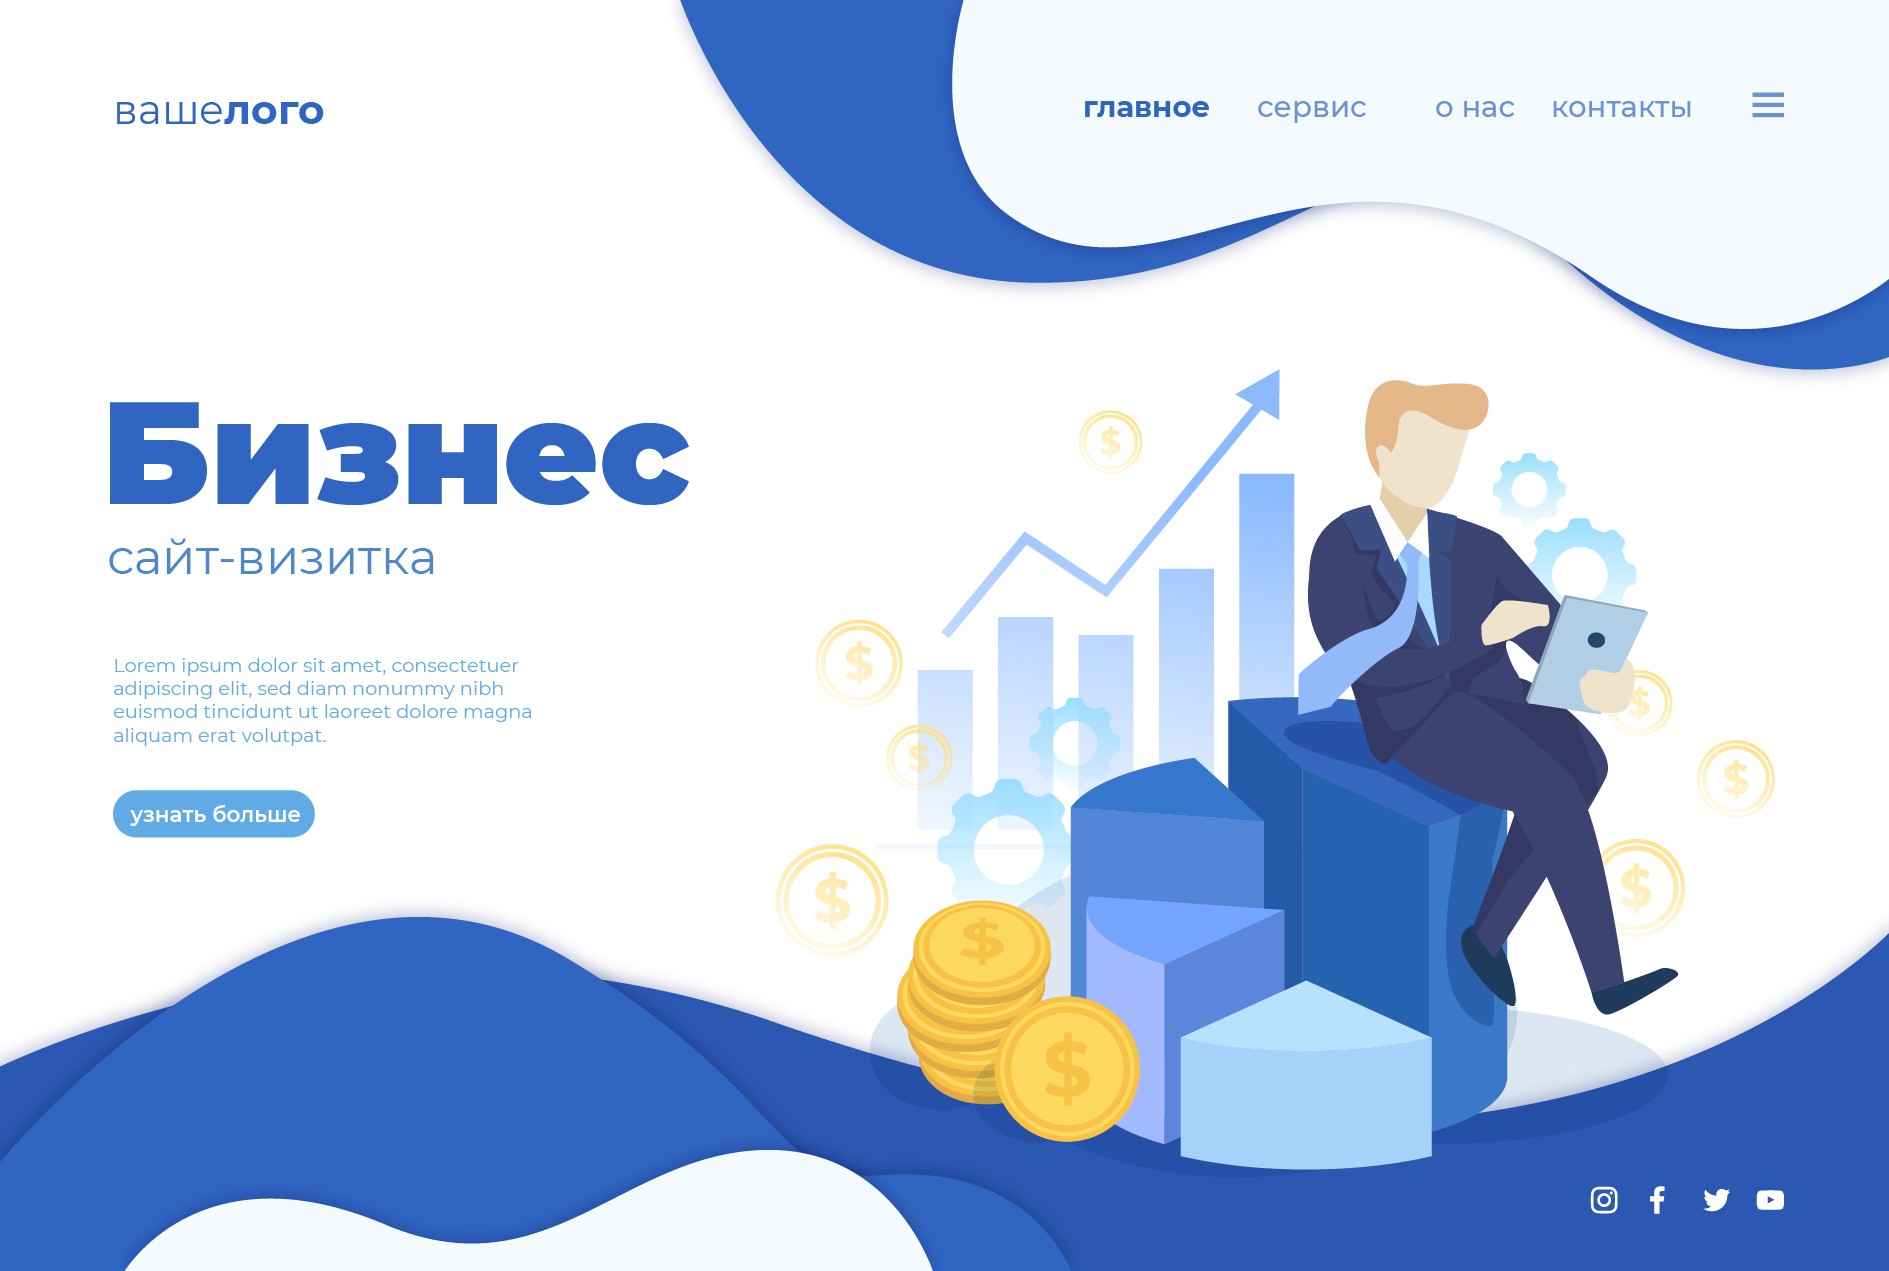 вашелого
главное сервис о нас контакты
Бизнес
сайт-визитка
Lorem ipsum dolor sit amet, consectetuer
adipiscing elit, sed diam nonummy nibh
euismod tincidunt ut laoreet dolore magna
aliquam erat volutpat.
узнать больше